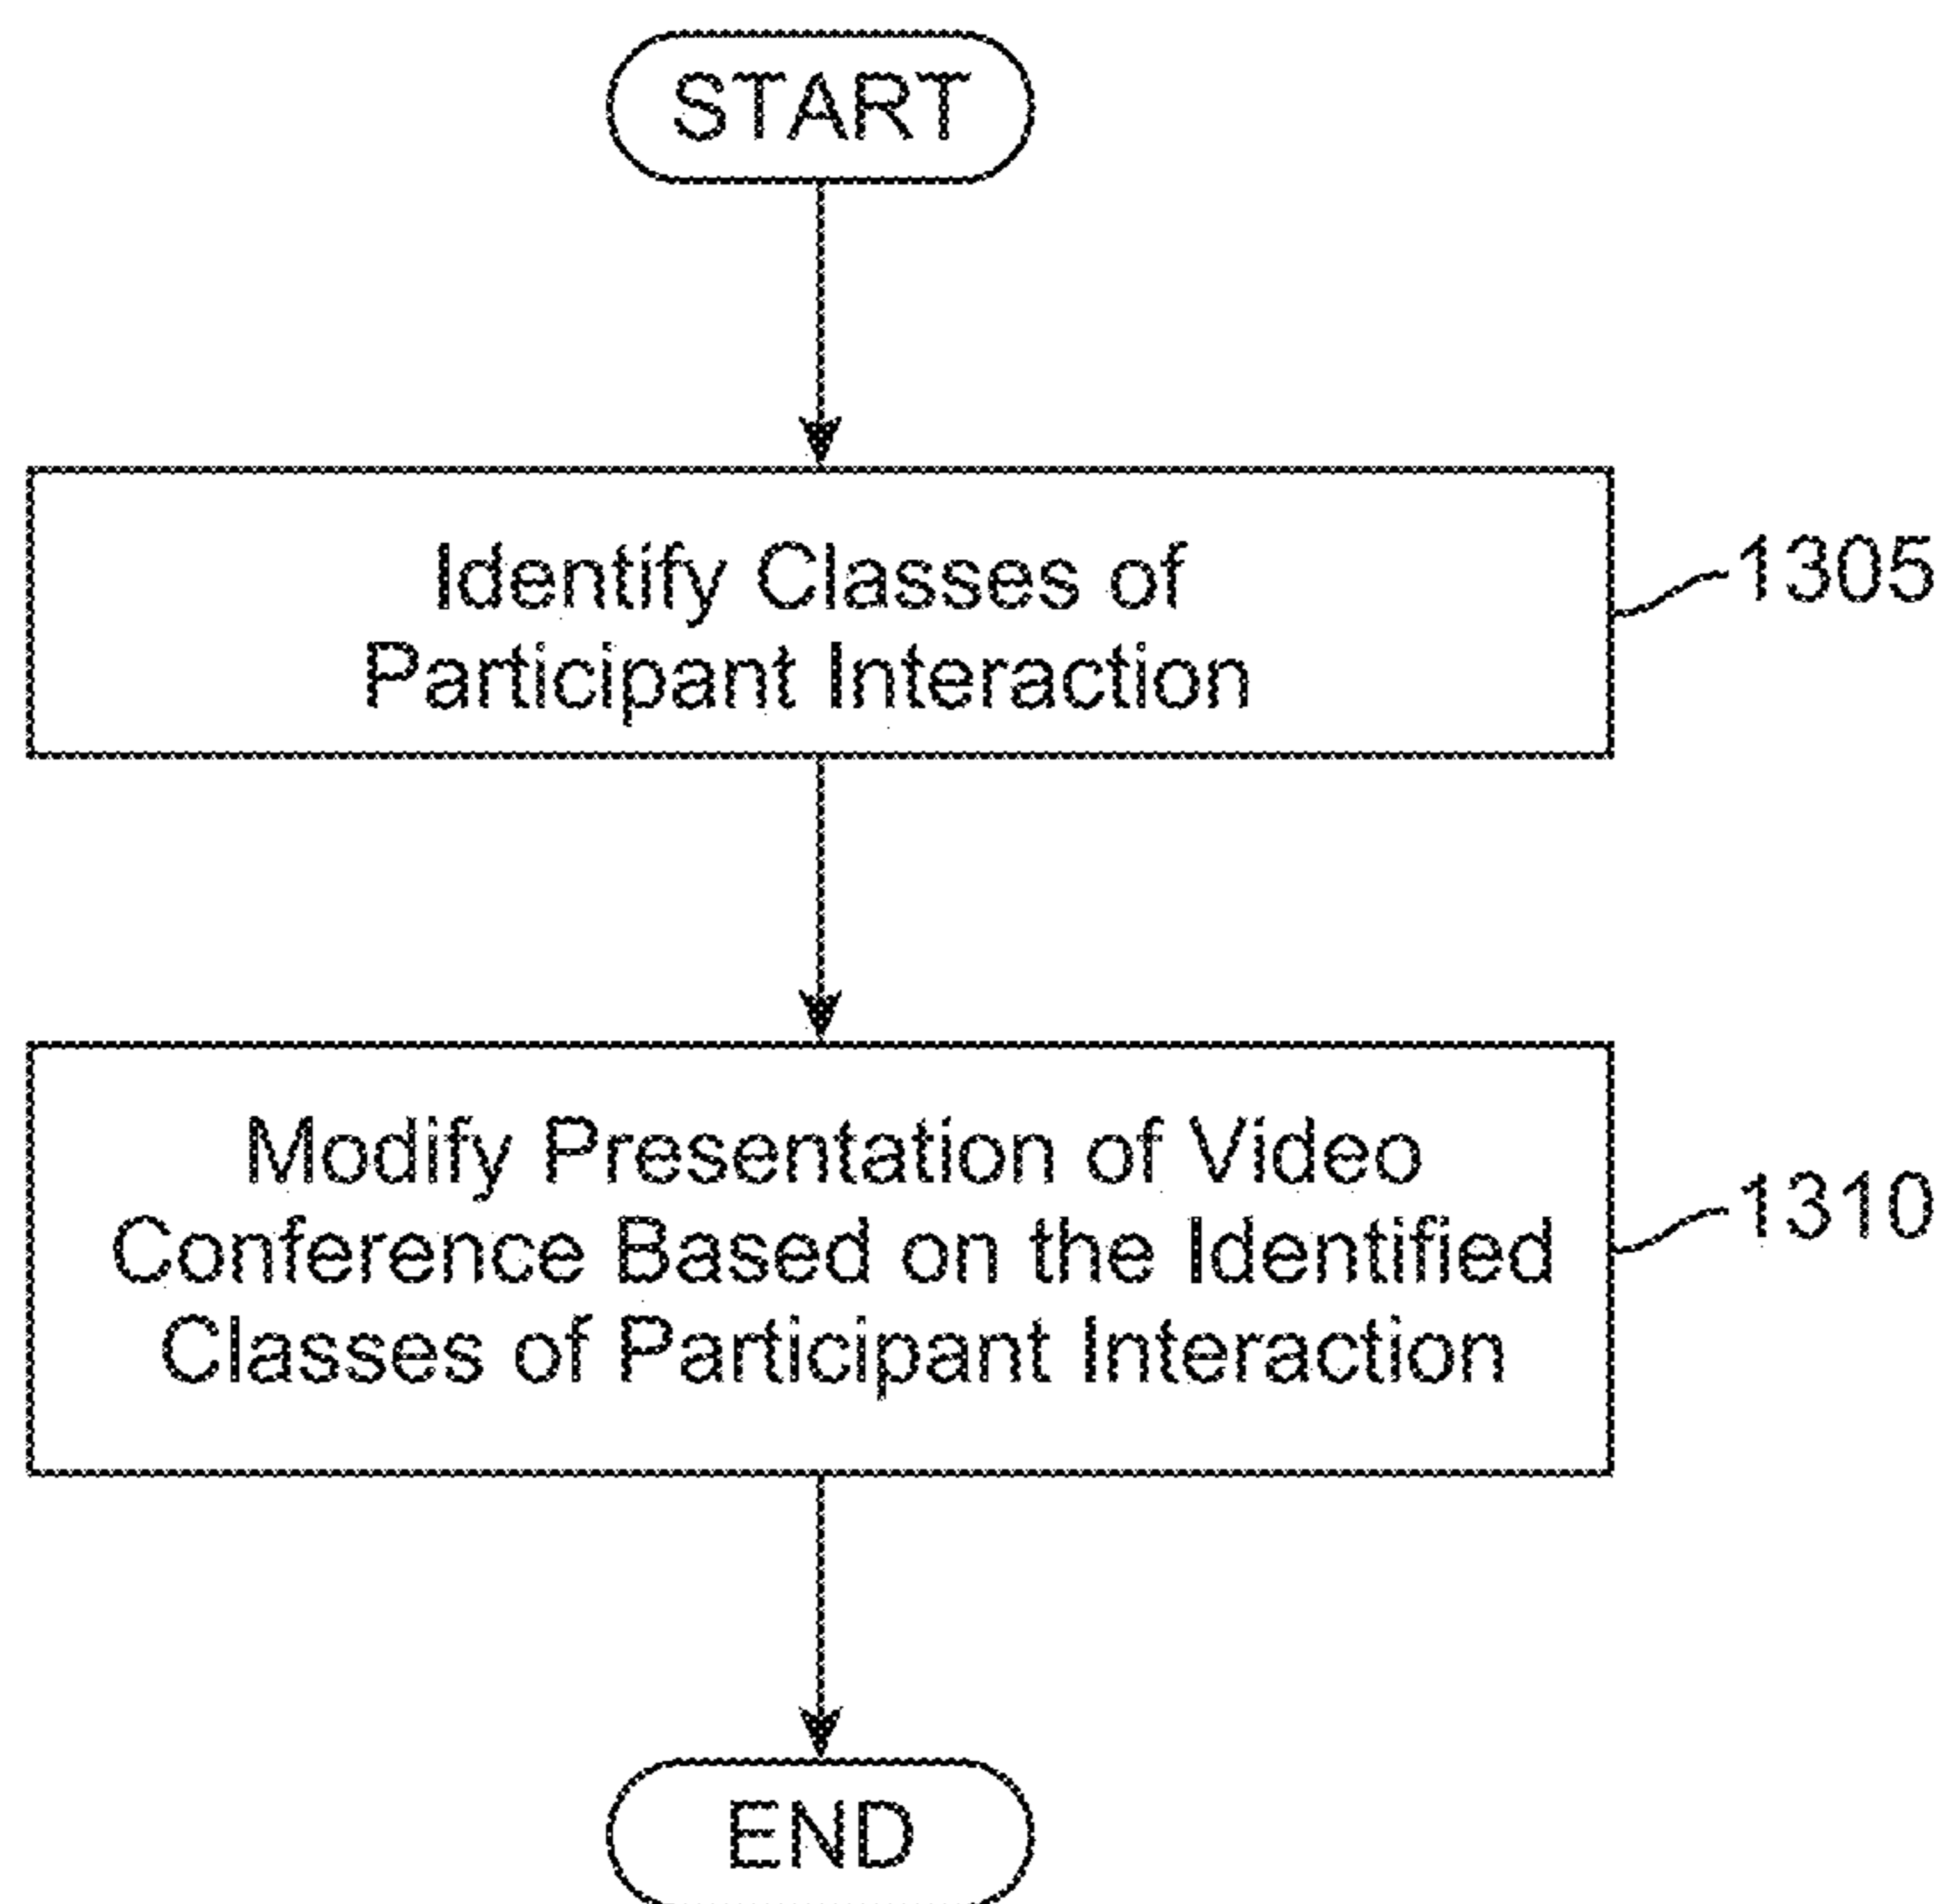 START
Identify Classes of
Participant Interaction
1305
Modify Presentation of Video
Conference Based on the Identified
Classes of Participant Interaction
1310
END